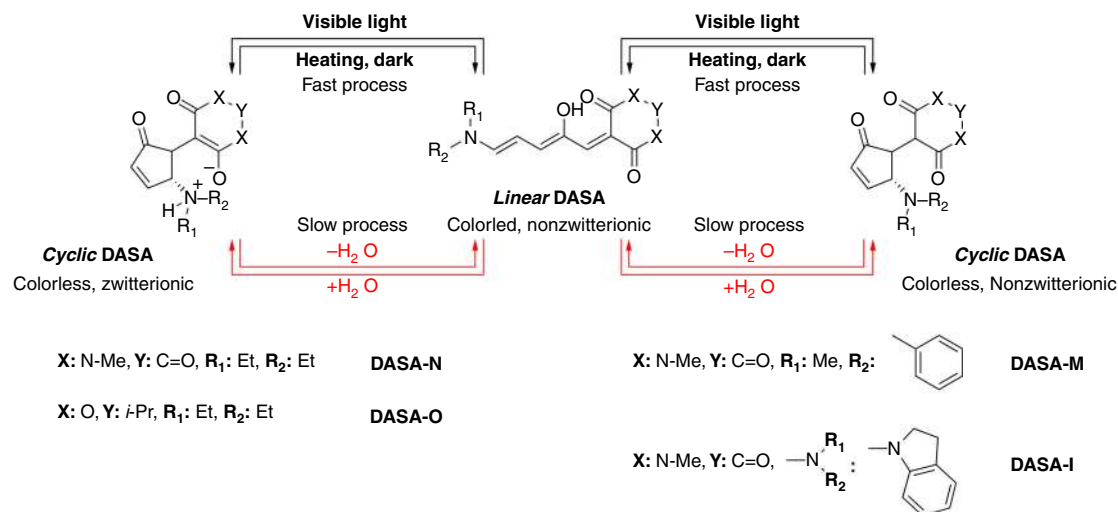 Visible light
Visible light
Heating, dark
Heating, dark
Fast process
Fast process
O X Y X O −
O
N + H R2 R1
R1 N R2 OH O X Y X O
O X Y X O
O N R2 R1
Linear DASA
Slow process
Colorled, nonzwitterionic
Slow process
–H2 O
–H2 O
Cyclic DASA
Cyclic DASA
+H2 O
+H2 O
Colorless, zwitterionic
Colorless, Nonzwitterionic
X: N-Me, Y: C=O, R1: Et, R2: Et DASA-N
X: N-Me, Y: C=O, R1: Me, R2: DASA-M
X: O, Y: i-Pr, R1: Et, R2: Et DASA-O
X: N-Me, Y: C=O, N R1 R2 : N DASA-I